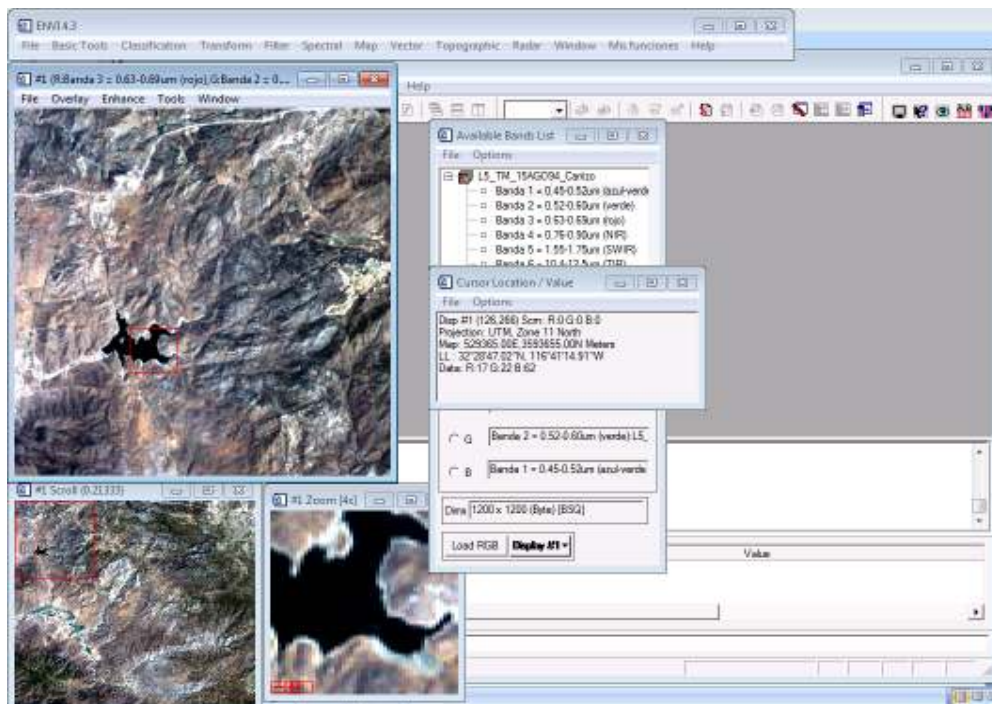 ENVI 4.3
File Basic Tools Classification Transform Filter Spectral Map Vector Topographic Radar Window Mis funciones Help
#1 (R:Banda 3 = 0.63-0.69um (rojo),G:Banda 2 = 0....
File Overlay Enhance Tools Window
Help
Available Bands List
File Options
L5_TM_15AGO94_Carrizo
Banda 1 = 0.45-0.52um (azul-verde
Banda 2 = 0.52-0.60um (verde)
Banda 3 = 0.63-0.69um (rojo)
Banda 4 = 0.76-0.90um (NIR)
Banda 5 = 1.55-1.75um (SWIR)
Banda 6 = 10.4-12.5um (TIR)
Cursor Location / Value
File Options
Disp #1 (126,266) Scrn: R:0 G:0 B:0
Projection: UTM, Zone 11 North
Map: 529365.00E,3593655.00N Meters
LL : 32°28'47.02"N, 116°41'14.91"W
Data: R:17 G:22 B:62
G Banda 2 = 0.52-0.60um (verde):L5_
B Banda 1 = 0.45-0.52um (azul-verde
Dims 1200 x 1200 (Byte) [BSQ]
Load RGB Display #1
#1 Scroll (0.21333)
#1 Zoom [4x]
Value